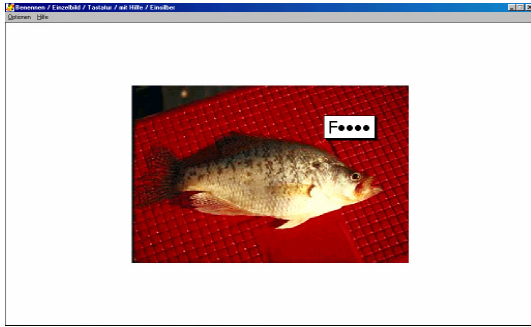 Benennen / Einzelbild / Tastatur / mit Hilfe / Einsilber
Optionen Hilfe
F●●●●